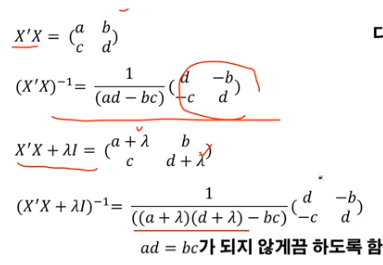 X'X = (a b
c d)
(X'X)⁻¹ = 1/(ad − bc) (d −b
−c d)
X'X + λI = (a + λ b
c d + λ)
(X'X + λI)⁻¹ = 1/((a + λ)(d + λ) − bc) (d −b
−c d)
ad = bc가 되지 않게끔 하도록 함